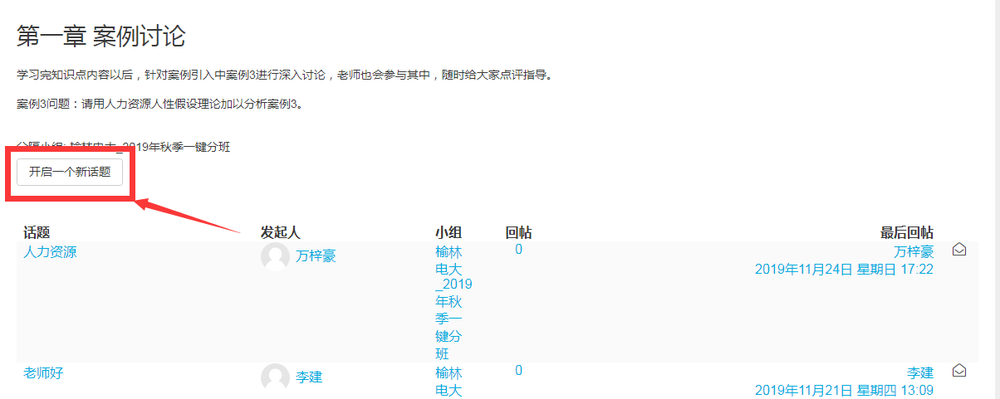 第一章 案例讨论
学习完知识点内容以后，针对案例引入中案例3进行深入讨论，老师也会参与其中，随时给大家点评指导。
案例3问题：请用人力资源人性假设理论加以分析案例3。
分隔小组: 榆林电大_2019年秋季一键分班
开启一个新话题
话题 发起人 小组 回帖 最后回帖
人力资源 万梓豪 榆林 0 万梓豪
电大 2019年11月24日 星期日 17:22
_2019
年秋
季一
键分
班
老师好 李建 榆林 0 李建
电大 2019年11月21日 星期四 13:09